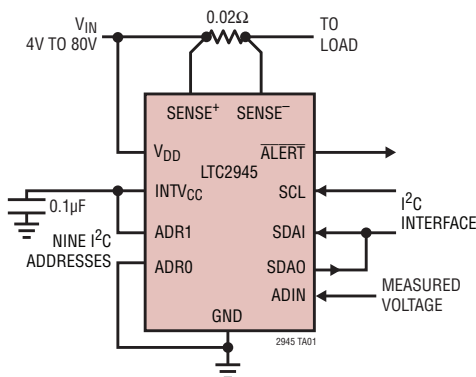 V_IN
4V TO 80V
0.02Ω
TO
LOAD
SENSE⁺
SENSE⁻
V_DD
LTC2945
ALERT
INTV_CC
SCL
I²C
INTERFACE
0.1µF
ADR1
SDAI
NINE I²C
ADDRESSES
ADR0
SDAO
ADIN
MEASURED
VOLTAGE
GND
2945 TA01